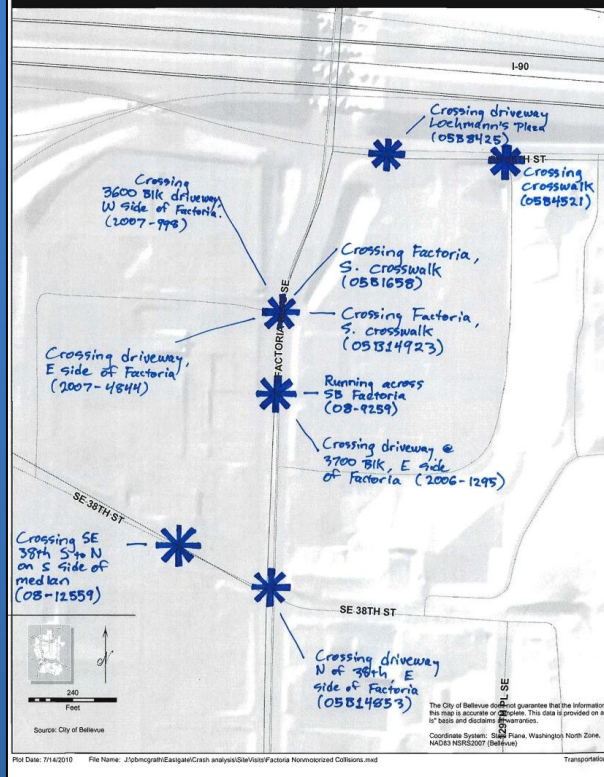 I-90
Crossing driveway
Lochmann's Plaza
(05B8425)
TH ST
Crossing
crosswalk
(05B4521)
Crossing
3600 Blk driveway,
W side of Factoria.
(2007-998)
Crossing Factoria,
S. crosswalk
(05B1658)
Crossing Factoria,
S. crosswalk
(05B14923)
FACTORIA SE
Crossing driveway,
E side of Factoria
(2007-4844)
Running across
SB Factoria
(08-9259)
Crossing driveway @
3700 Blk, E side
of Factoria (2006-1295)
SE 38TH ST
Crossing SE
38th S to N
on S side of
median
(08-12559)
SE 38TH ST
Crossing driveway
N of 38th, E
side of Factoria
(05B14853)
129TH PL SE
N
240
Feet
Source: City of Bellevue
The City of Bellevue does not guarantee that the information
this map is accurate or complete. This data is provided on a
is" basis and disclaims warranties.
Coordinate System: State Plane, Washington North Zone,
NAD83 NSRS2007 (Bellevue)
Plot Date: 7/14/2010 File Name: J:\pbmcgrath\Eastgate\Crash analysis\SiteVisits\Factoria Nonmotorized Collisions.mxd
Transportation